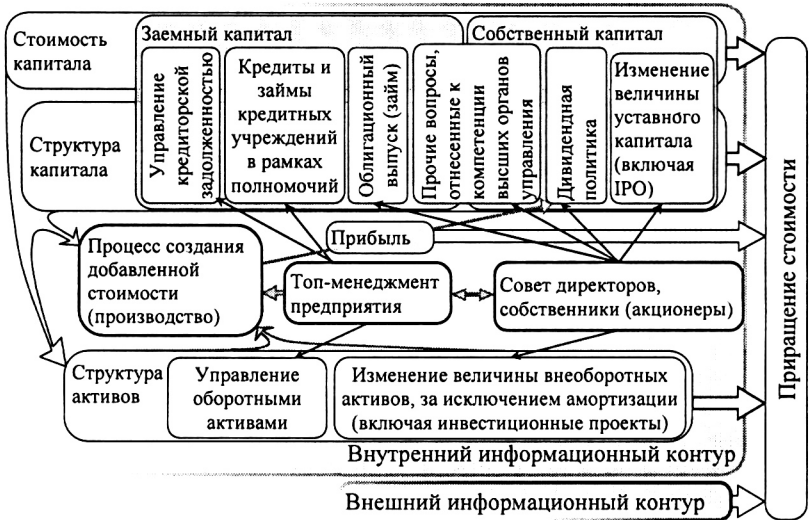 Стоимость
капитала
Заемный капитал
Собственный капитал
Управление
кредиторской
задолженностью
Кредиты и
займы
кредитных
учреждений
в рамках
полномочий
Облигационный
выпуск (займ)
Прочие вопросы,
отнесенные к
компетенции
высших органов
управления
Дивидендная
политика
Изменение
величины
уставного
капитала
(включая
IPO)
Структура
капитала
Прибыль
Процесс создания
добавленной
стоимости
(производство)
Топ-менеджмент
предприятия
Совет директоров,
собственники (акционеры)
Структура
активов
Управление
оборотными
активами
Изменение величины внеоборотных
активов, за исключением амортизации
(включая инвестиционные проекты)
Внутренний информационный контур
Внешний информационный контур
Приращение стоимости